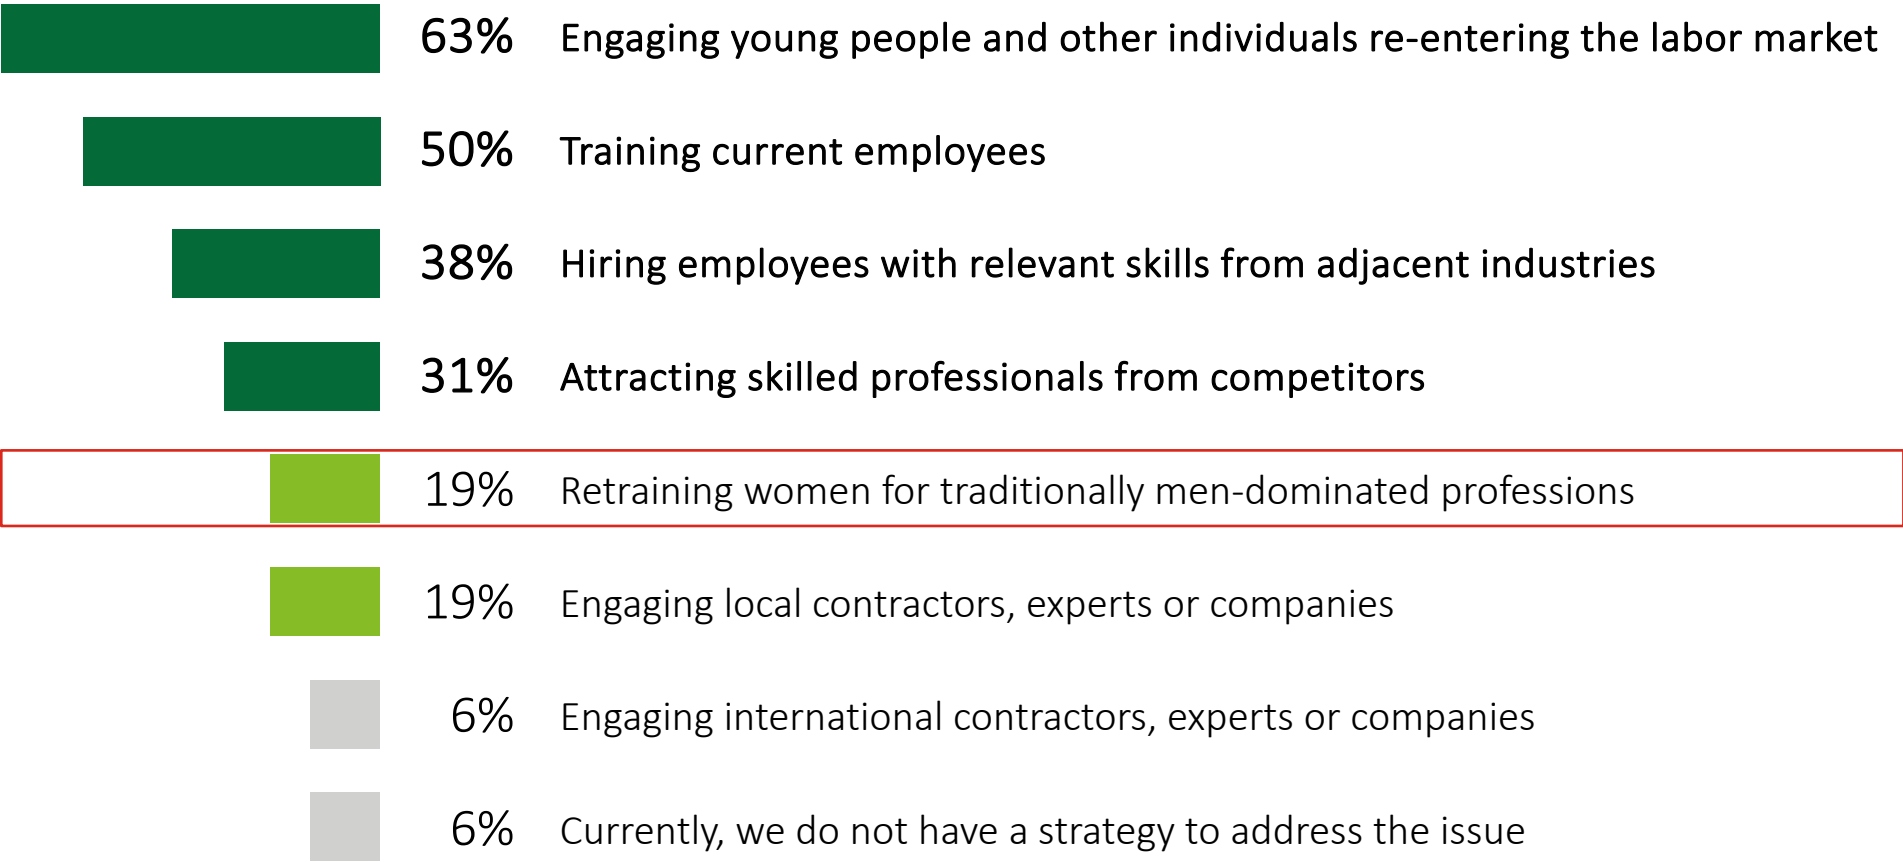 63% Engaging young people and other individuals re-entering the labor market
50% Training current employees
38% Hiring employees with relevant skills from adjacent industries
31% Attracting skilled professionals from competitors
19% Retraining women for traditionally men-dominated professions
19% Engaging local contractors, experts or companies
6% Engaging international contractors, experts or companies
6% Currently, we do not have a strategy to address the issue